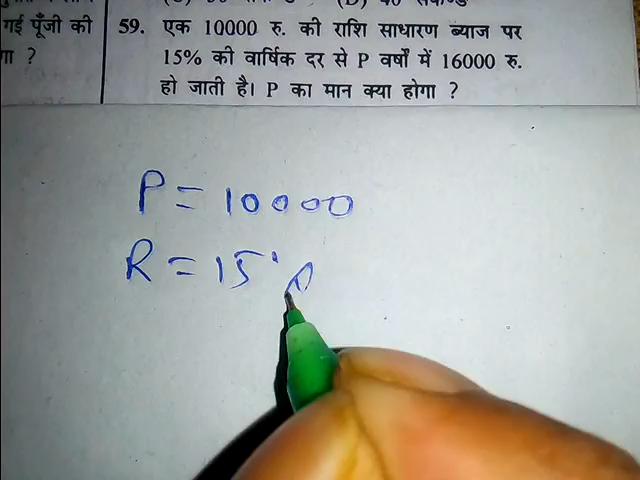 गई पूँजी की
गा ?
59. एक 10000 रु. की राशि साधारण ब्याज पर
15% की वार्षिक दर से P वर्षों में 16000 रु.
हो जाती है। P का मान क्या होगा ?
P = 10000
R = 15